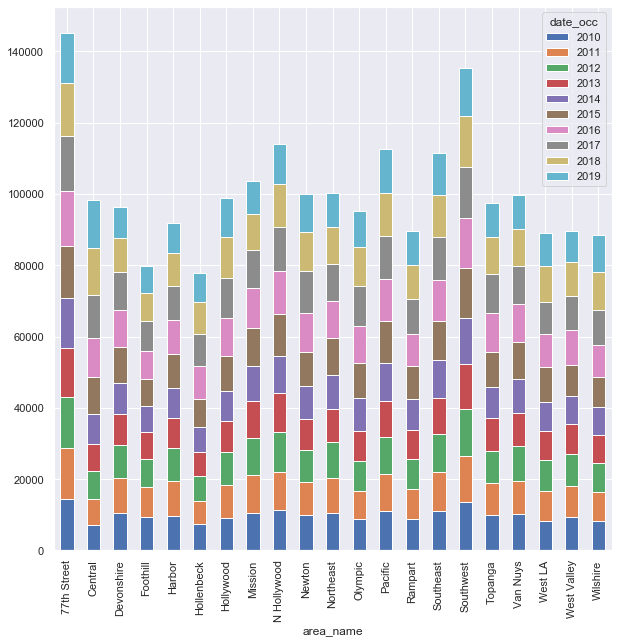 date_occ
2010
2011
2012
2013
2014
2015
2016
2017
2018
2019
140000
120000
100000
80000
60000
40000
20000
0
77th Street
Central
Devonshire
Foothill
Harbor
Hollenbeck
Hollywood
Mission
N Hollywood
Newton
Northeast
Olympic
Pacific
Rampart
Southeast
Southwest
Topanga
Van Nuys
West LA
West Valley
Wilshire
area_name